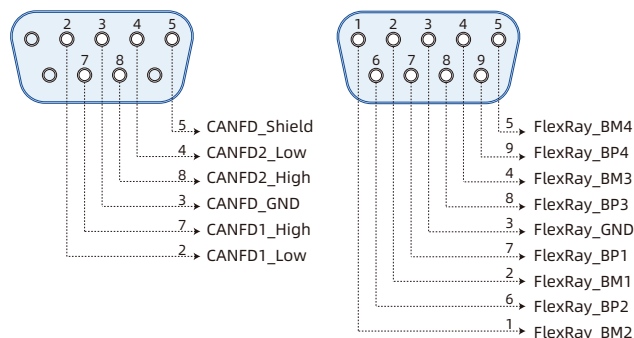 2 3 4 5
7 8
5 CANFD_Shield
4 CANFD2_Low
8 CANFD2_High
3 CANFD_GND
7 CANFD1_High
2 CANFD1_Low
1 2 3 4 5
6 7 8 9
5 FlexRay_BM4
9 FlexRay_BP4
4 FlexRay_BM3
8 FlexRay_BP3
3 FlexRay_GND
7 FlexRay_BP1
2 FlexRay_BM1
6 FlexRay_BP2
1 FlexRay_BM2